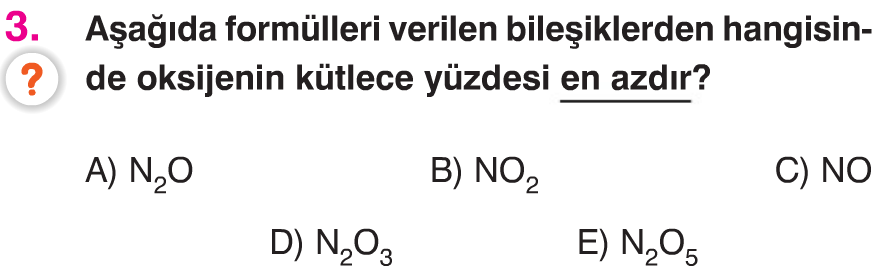 3. Aşağıda formülleri verilen bileşiklerden hangisin-
? de oksijenin kütlece yüzdesi en azdır?
A) N₂O B) NO₂ C) NO
D) N₂O₃ E) N₂O₅